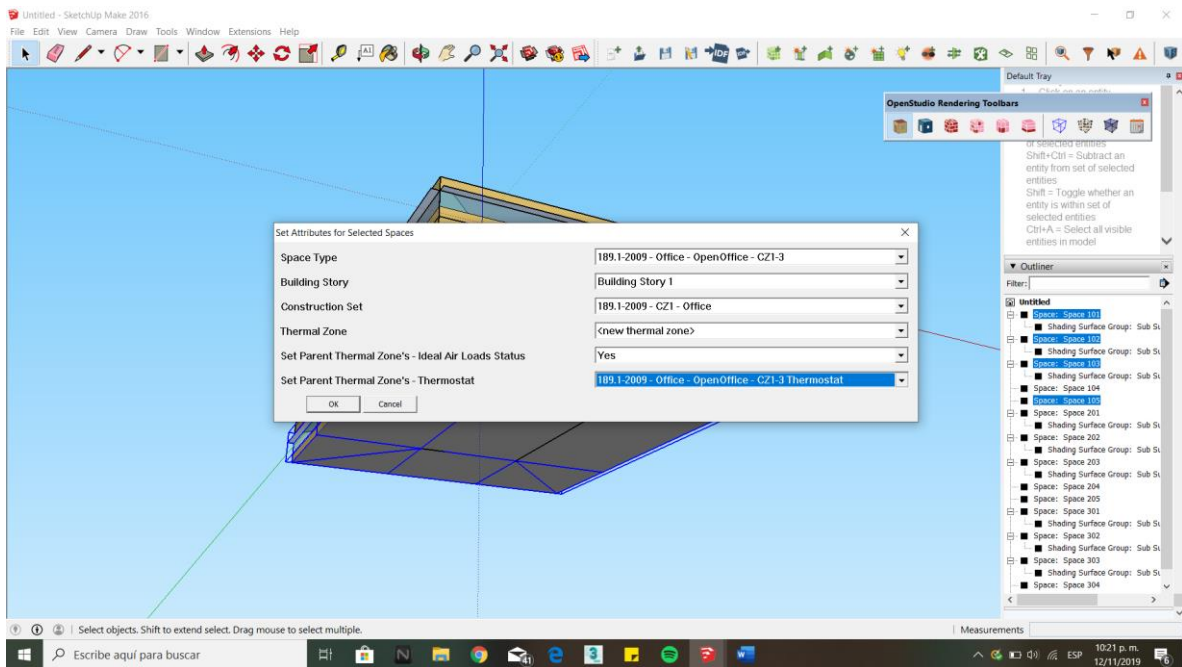 Untitled - SketchUp Make 2016
File Edit View Camera Draw Tools Window Extensions Help
Default Tray
OpenStudio Rendering Toolbars
of selected entities
Shift+Ctrl = Subtract an
entity from set of selected
entities
Shift = Toggle whether an
entity is within set of
selected entities
Ctrl+A = Select all visible
entities in model
Set Attributes for Selected Spaces
Space Type 189.1-2009 - Office - OpenOffice - CZ1-3
Building Story Building Story 1
Construction Set 189.1-2009 - CZ1 - Office
Thermal Zone <new thermal zone>
Set Parent Thermal Zone's - Ideal Air Loads Status Yes
Set Parent Thermal Zone's - Thermostat 189.1-2009 - Office - OpenOffice - CZ1-3 Thermostat
OK Cancel
Outliner
Filter:
Untitled
Space: Space 101
Shading Surface Group: Sub Su
Space: Space 102
Shading Surface Group: Sub Su
Space: Space 103
Shading Surface Group: Sub Su
Space: Space 104
Space: Space 105
Space: Space 201
Shading Surface Group: Sub Su
Space: Space 202
Shading Surface Group: Sub Su
Space: Space 203
Shading Surface Group: Sub Su
Space: Space 204
Space: Space 205
Space: Space 301
Shading Surface Group: Sub Su
Space: Space 302
Shading Surface Group: Sub Su
Space: Space 303
Shading Surface Group: Sub Su
Space: Space 304
Select objects. Shift to extend select. Drag mouse to select multiple.
Measurements
Escribe aquí para buscar
41
ESP
10:21 p. m.
12/11/2019
6